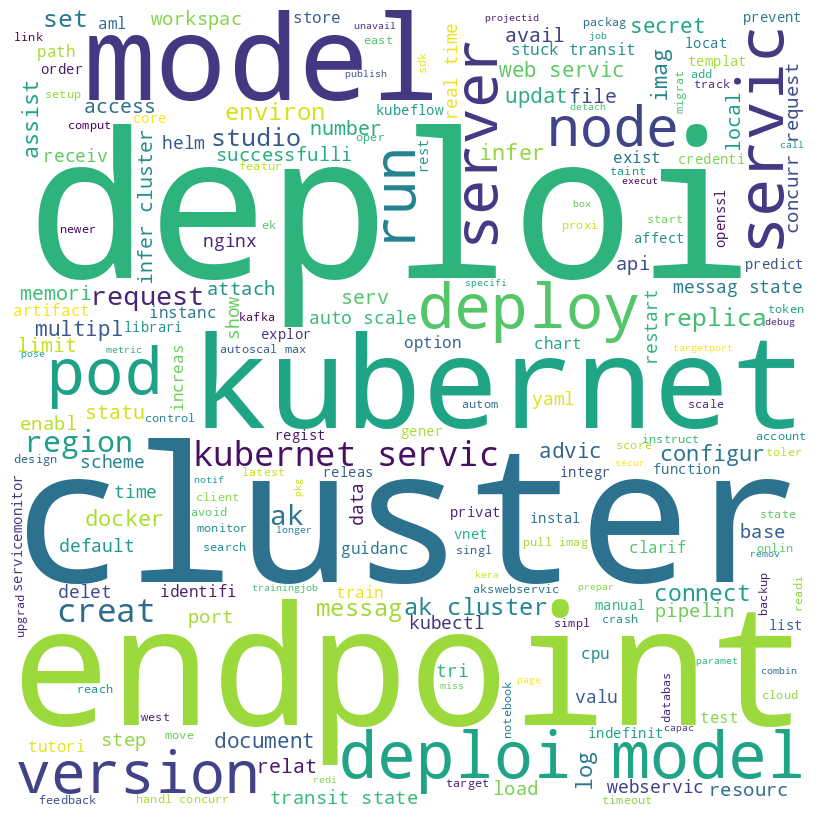 set
aml
workspac
store
projectid
packag
secret
prevent
link
unavail
avail
job
path
east
model
sdk
real time
stuck transit
locat
order
publish
imag
templat
setup
access
environ
kubeflow
web servic
add
track
comput
core
detach
migrat
updat
file
servic
assist
helm
studio
number
oper
rest
server
node
local
call
concurr request
receiv
successfulli
infer
exist
credenti
infer cluster
featur
run
taint
execut
deploi
newer
nginx
ek
box
proxi
start
openssl
affect
api
predict
memori
request
attach
serv
specifi
messag state
artifact
instanc
show
kafka
auto scale
deploy
restart
replica
token
debug
multipl
librari
explor
limit
pose
metric
increas
autoscal max
option
chart
targetport
pod
kubernet
enabl
statu
control
autom
yaml
scale
region
regist
gener
score
instruct
account
design
scheme
kubernet servic
advic
configur
toler
latest
releas
integr
function
secur
servicemonitor
time
notif
client
pkg
data
privat
instal
state
docker
avoid
ak
longer
vnet
base
cluster
default
monitor
search
guidanc
singl
pull imag
clarif
onlin
remov
upgrad
delet
identifi
trainingjob
train
kera
akswebservic
prepar
connect
backup
readi
creat
port
messag
ak cluster
manual
pipelin
kubectl
simpl
crash
list
endpoint
reach
tri
miss
page
cpu
paramet
combin
valu
databas
cloud
west
notebook
capac
test
tutori
step
move
document
indefinit
version
relat
redi
deploi model
log
target
load
webservic
resourc
feedback
handl concurr
transit state
timeout